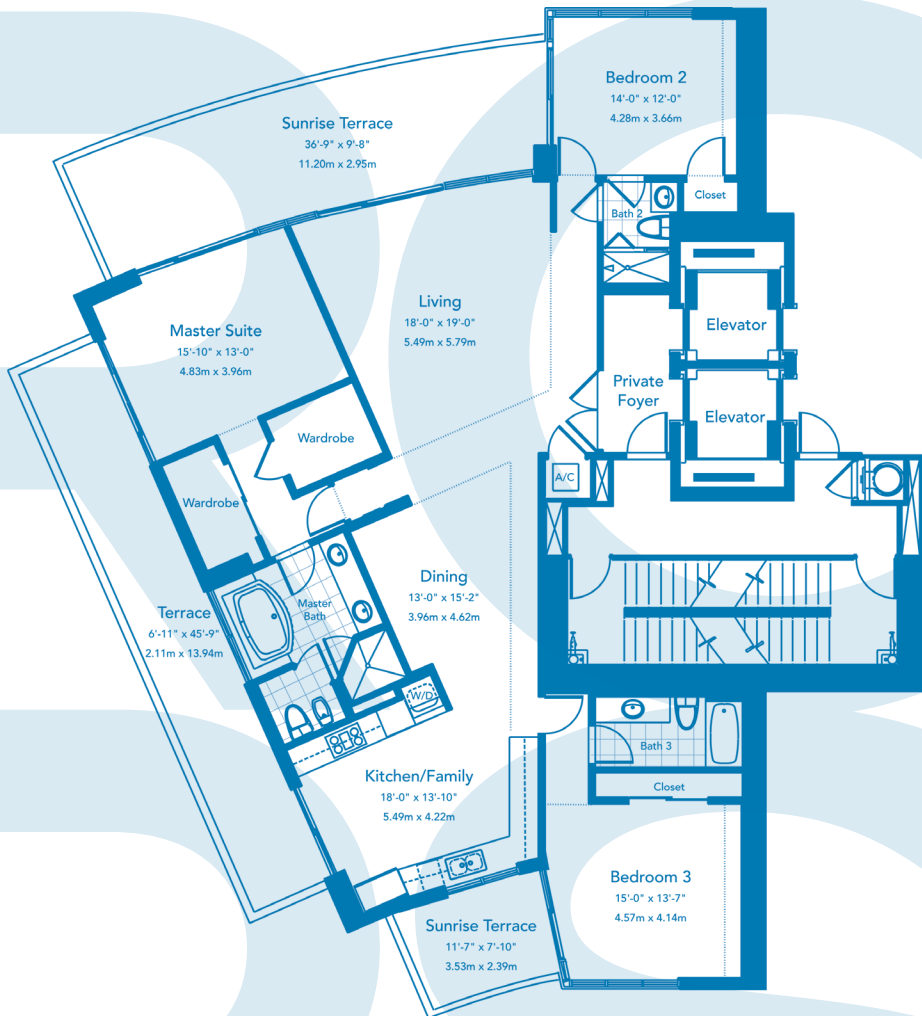 Bedroom 2
14'-0" x 12'-0"
4.28m x 3.66m
Sunrise Terrace
36'-9" x 9'-8"
11.20m x 2.95m
Closet
Bath 2
Living
18'-0" x 19'-0"
5.49m x 5.79m
Elevator
Master Suite
15'-10" x 13'-0"
4.83m x 3.96m
Private
Foyer
Elevator
Wardrobe
A/C
Wardrobe
Dining
13'-0" x 15'-2"
3.96m x 4.62m
Master
Bath
Terrace
6'-11" x 45'-9"
2.11m x 13.94m
W/D
Bath 3
Kitchen/Family
18'-0" x 13'-10"
5.49m x 4.22m
Closet
Bedroom 3
15'-0" x 13'-7"
4.57m x 4.14m
Sunrise Terrace
11'-7" x 7'-10"
3.53m x 2.39m